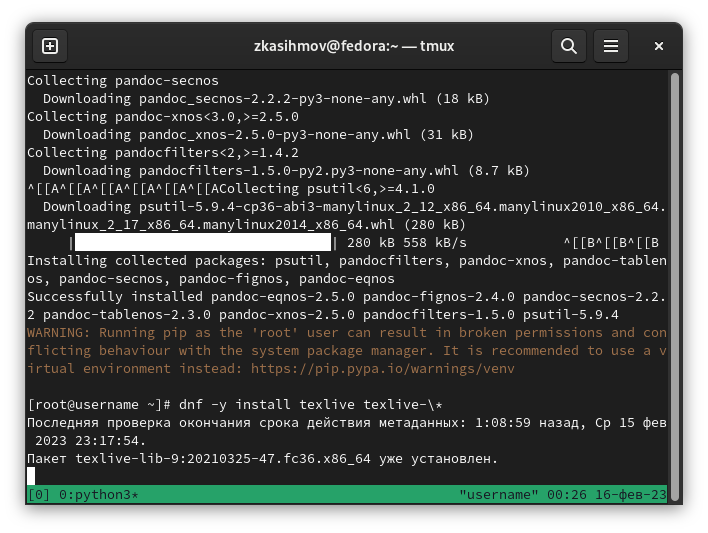 zkasihmov@fedora:~ — tmux
Collecting pandoc-secnos
  Downloading pandoc_secnos-2.2.2-py3-none-any.whl (18 kB)
Collecting pandoc-xnos<3.0,>=2.5.0
  Downloading pandoc_xnos-2.5.0-py3-none-any.whl (31 kB)
Collecting pandocfilters<2,>=1.4.2
  Downloading pandocfilters-1.5.0-py2.py3-none-any.whl (8.7 kB)
^[[A^[[A^[[A^[[A^[[A^[[ACollecting psutil<6,>=4.1.0
  Downloading psutil-5.9.4-cp36-abi3-manylinux_2_12_x86_64.manylinux2010_x86_64.
manylinux_2_17_x86_64.manylinux2014_x86_64.whl (280 kB)
     |████████████████████████████████| 280 kB 558 kB/s            ^[[B^[[B^[[B
Installing collected packages: psutil, pandocfilters, pandoc-xnos, pandoc-tablen
os, pandoc-secnos, pandoc-fignos, pandoc-eqnos
Successfully installed pandoc-eqnos-2.5.0 pandoc-fignos-2.4.0 pandoc-secnos-2.2.
2 pandoc-tablenos-2.3.0 pandoc-xnos-2.5.0 pandocfilters-1.5.0 psutil-5.9.4
WARNING: Running pip as the 'root' user can result in broken permissions and con
flicting behaviour with the system package manager. It is recommended to use a v
irtual environment instead: https://pip.pypa.io/warnings/venv
[root@username ~]# dnf -y install texlive texlive-\*
Последняя проверка окончания срока действия метаданных: 1:08:59 назад, Ср 15 фев
 2023 23:17:54.
Пакет texlive-lib-9:20210325-47.fc36.x86_64 уже установлен.
[0] 0:python3* "username" 00:26 16-фев-23